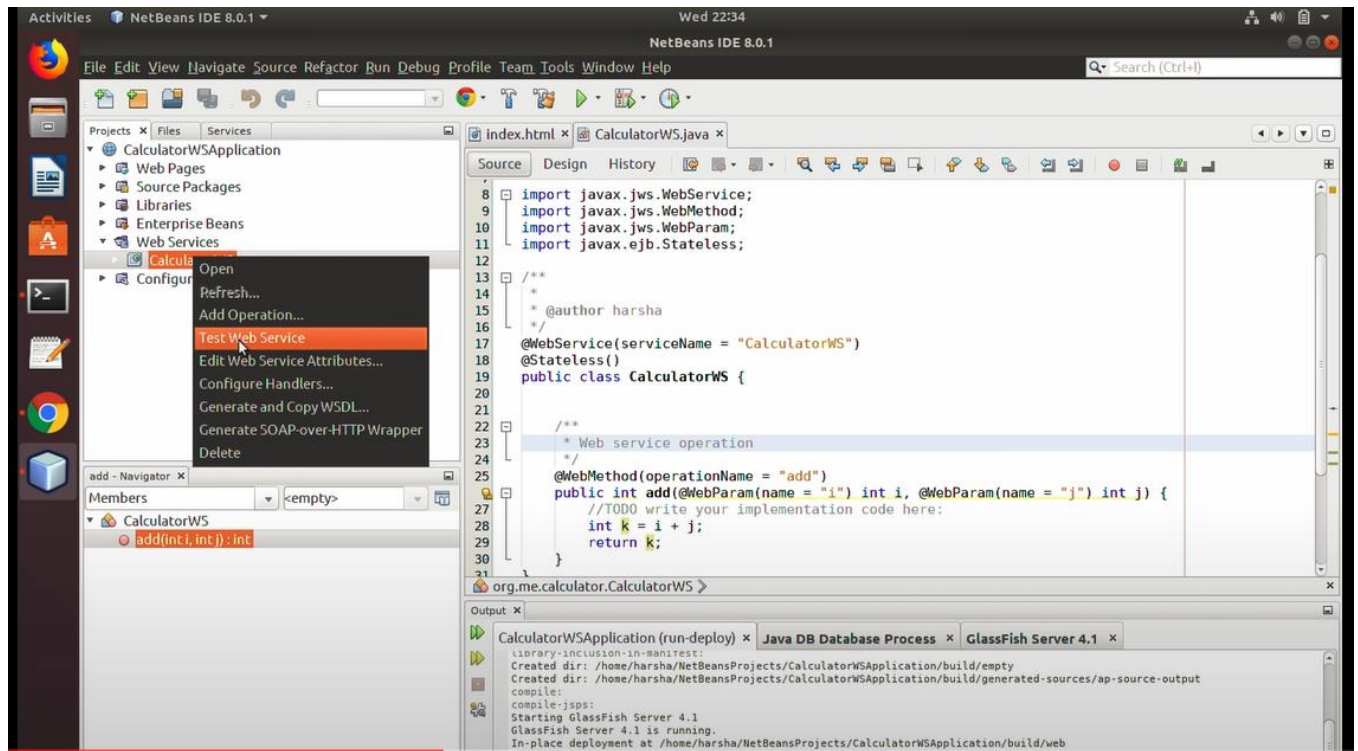 Activities NetBeans IDE 8.0.1 Wed 22:34
NetBeans IDE 8.0.1
File Edit View Navigate Source Refactor Run Debug Profile Team Tools Window Help Search (Ctrl+I)
Projects Files Services
CalculatorWSApplication
Web Pages
Source Packages
Libraries
Enterprise Beans
Web Services
Calcula
Configur
Open
Refresh...
Add Operation...
Test Web Service
Edit Web Service Attributes...
Configure Handlers...
Generate and Copy WSDL...
Generate SOAP-over-HTTP Wrapper
Delete
add - Navigator
Members <empty>
CalculatorWS
add(int i, int j) : int
index.html CalculatorWS.java
Source Design History
8 import javax.jws.WebService;
9 import javax.jws.WebMethod;
10 import javax.jws.WebParam;
11 import javax.ejb.Stateless;
12
13 /**
14 *
15 * @author harsha
16 */
17 @WebService(serviceName = "CalculatorWS")
18 @Stateless()
19 public class CalculatorWS {
20
21
22 /**
23 * Web service operation
24 */
25 @WebMethod(operationName = "add")
public int add(@WebParam(name = "i") int i, @WebParam(name = "j") int j) {
27 //TODO write your implementation code here:
28 int k = i + j;
29 return k;
30 }
31 }
org.me.calculator.CalculatorWS
Output
CalculatorWSApplication (run-deploy) Java DB Database Process GlassFish Server 4.1
library-inclusion-in-manifest:
Created dir: /home/harsha/NetBeansProjects/CalculatorWSApplication/build/empty
Created dir: /home/harsha/NetBeansProjects/CalculatorWSApplication/build/generated-sources/ap-source-output
compile:
compile-jsps:
Starting GlassFish Server 4.1
GlassFish Server 4.1 is running.
In-place deployment at /home/harsha/NetBeansProjects/CalculatorWSApplication/build/web